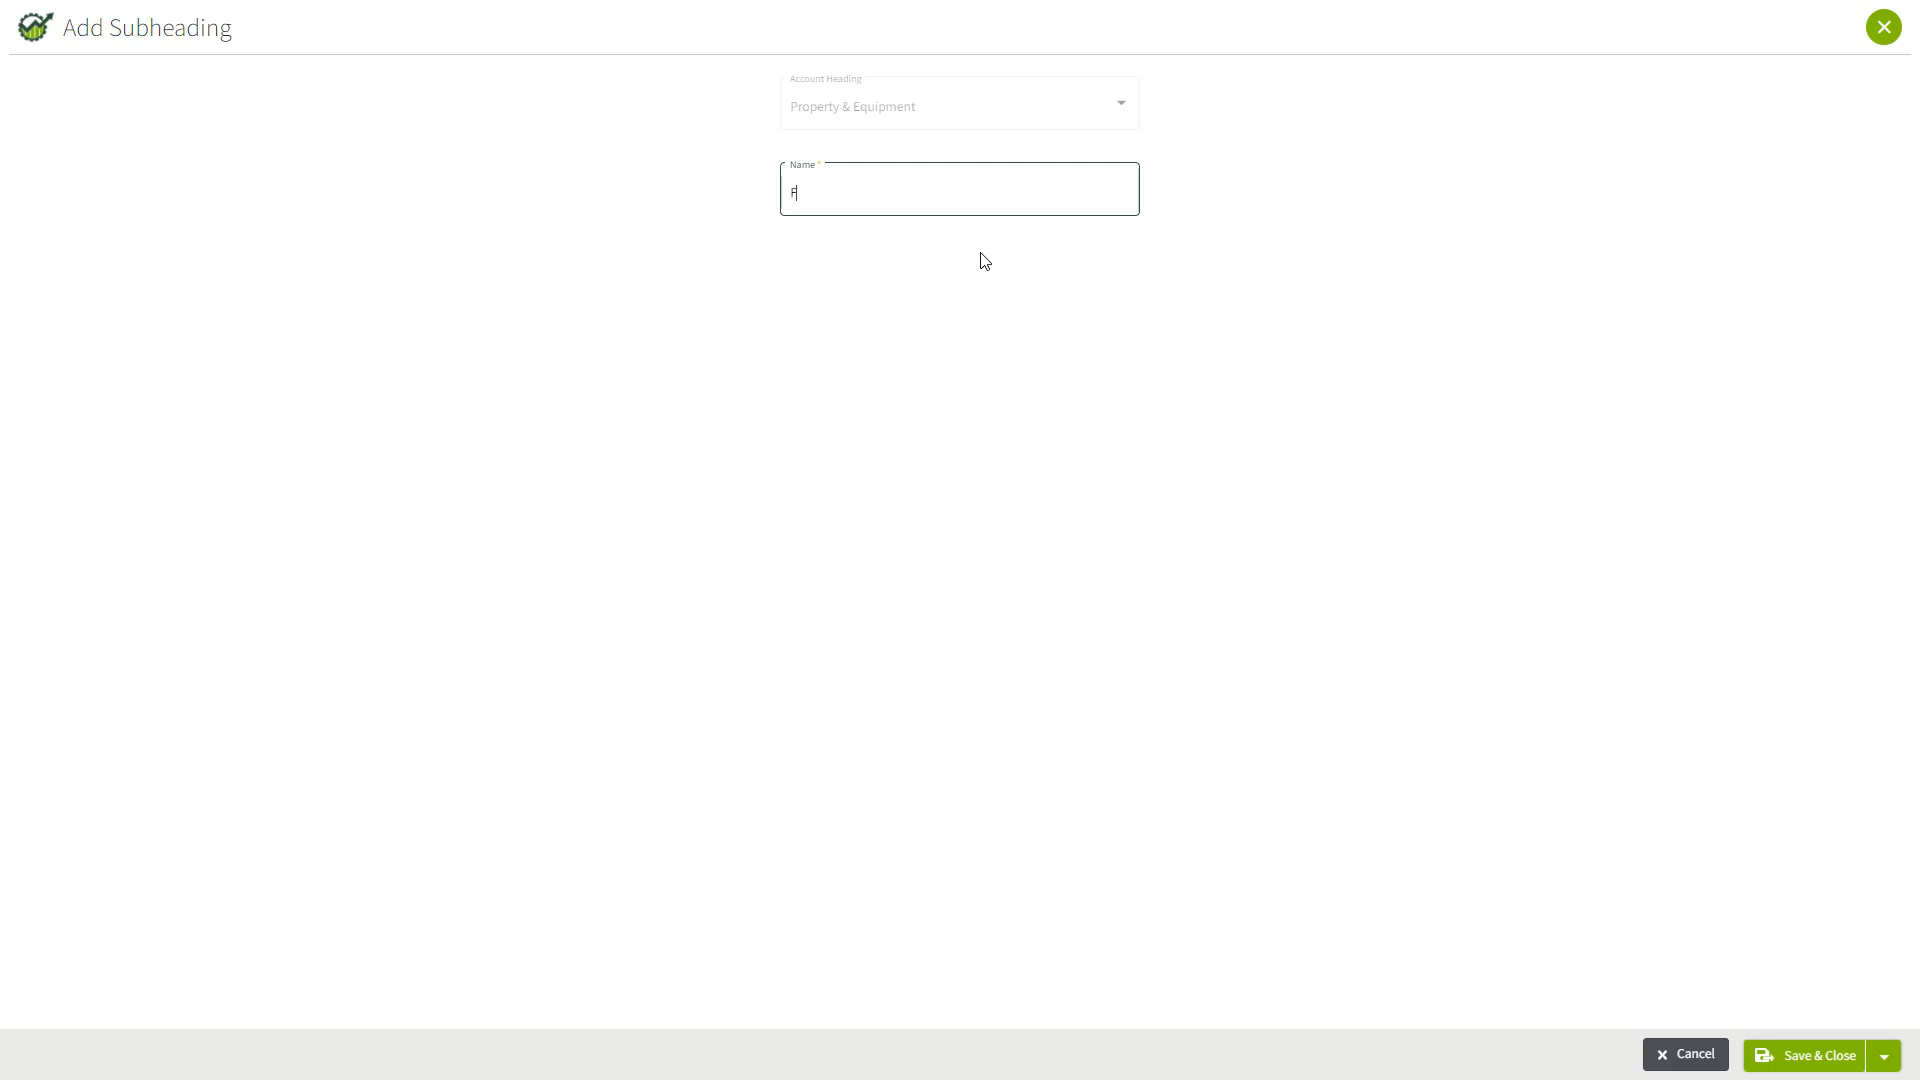 Add Subheading
Account Heading
Property & Equipment
Name *
F
Cancel
Save & Close